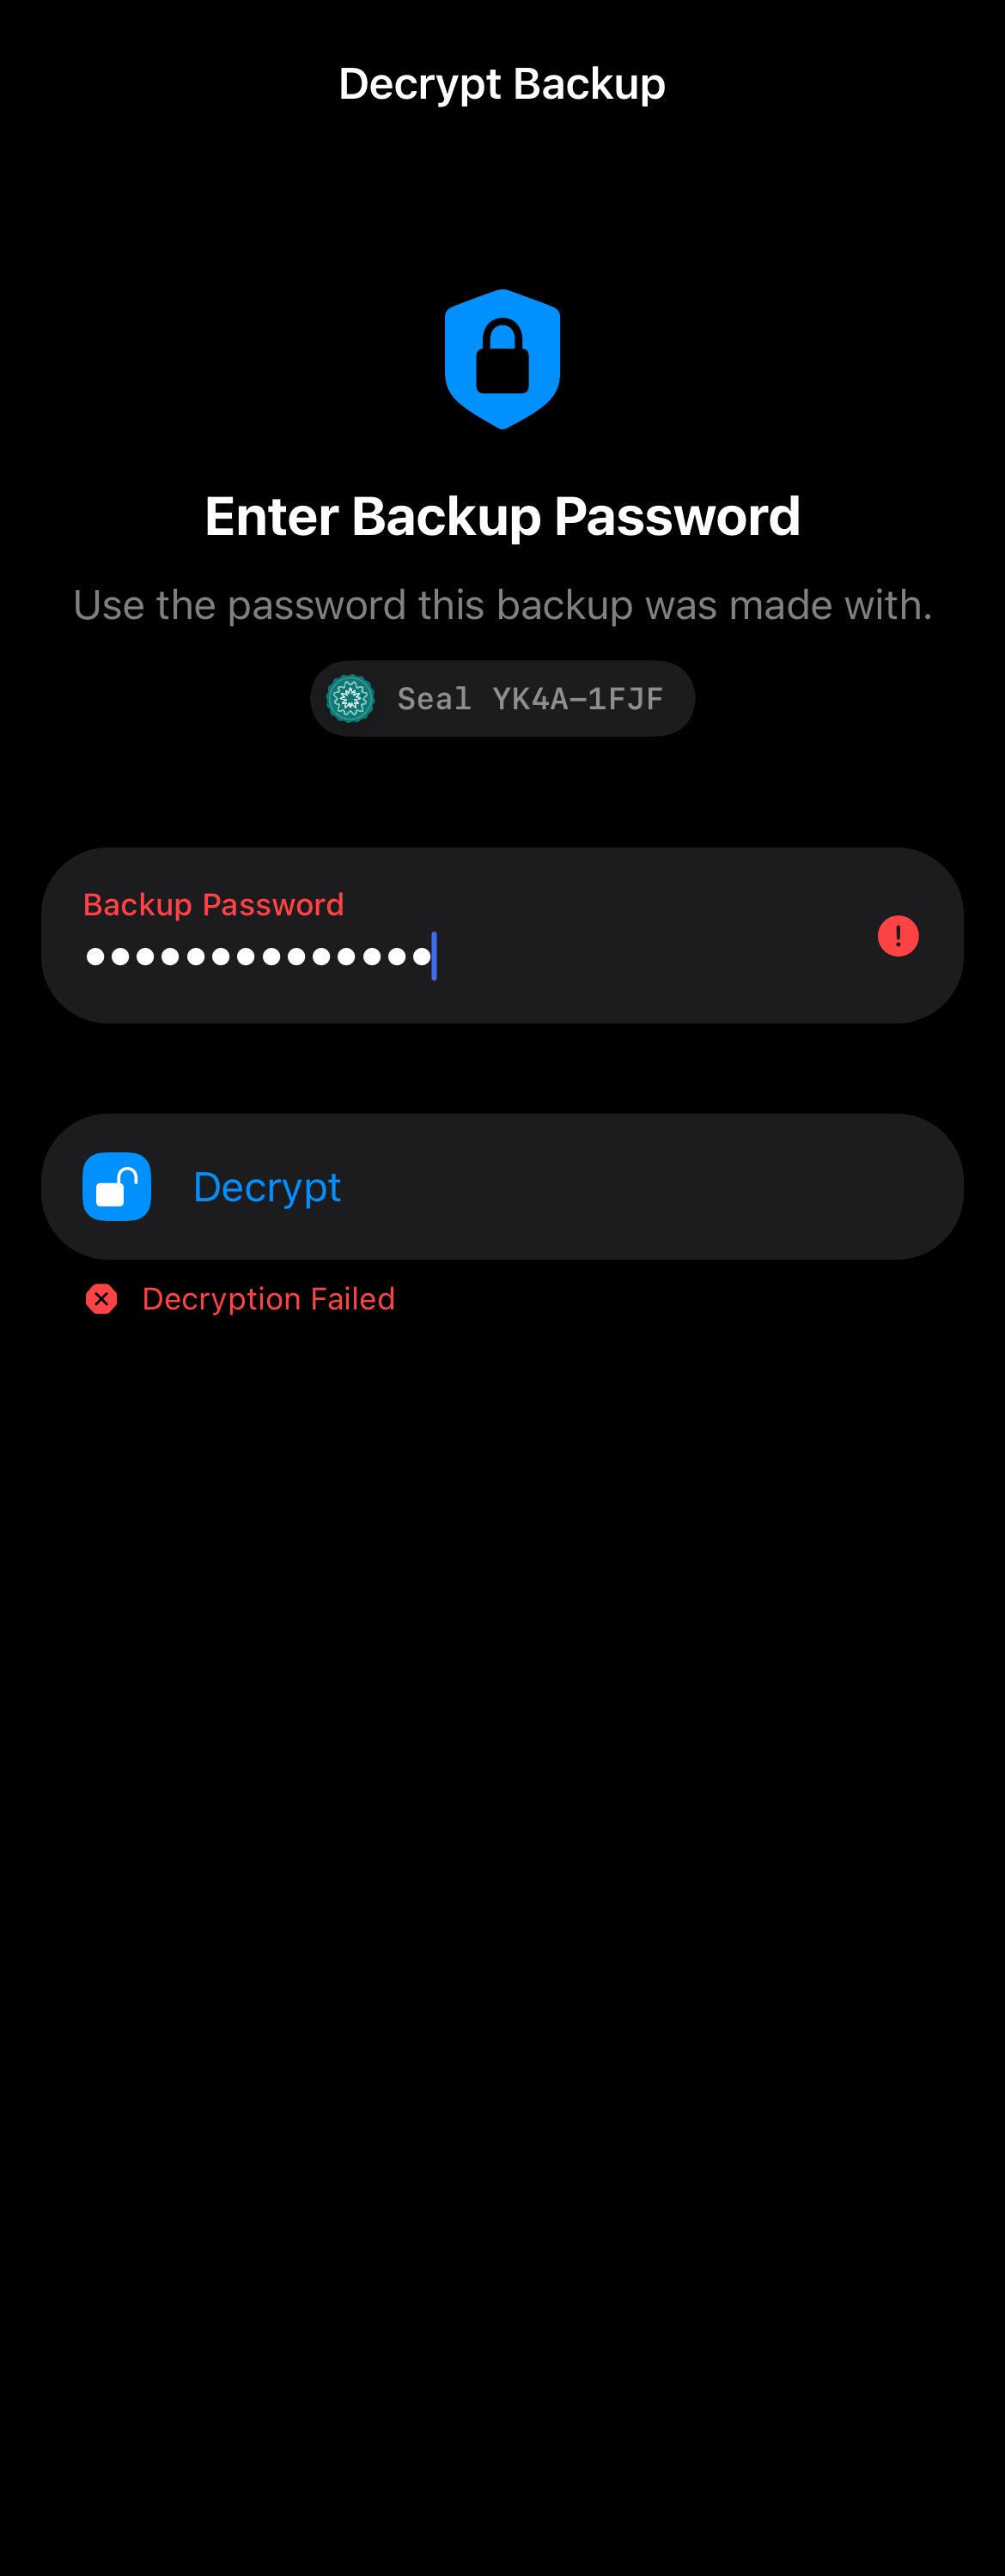 Decrypt Backup
Enter Backup Password
Use the password this backup was made with.
Seal YK4A–1FJF
Backup Password
Decrypt
Decryption Failed